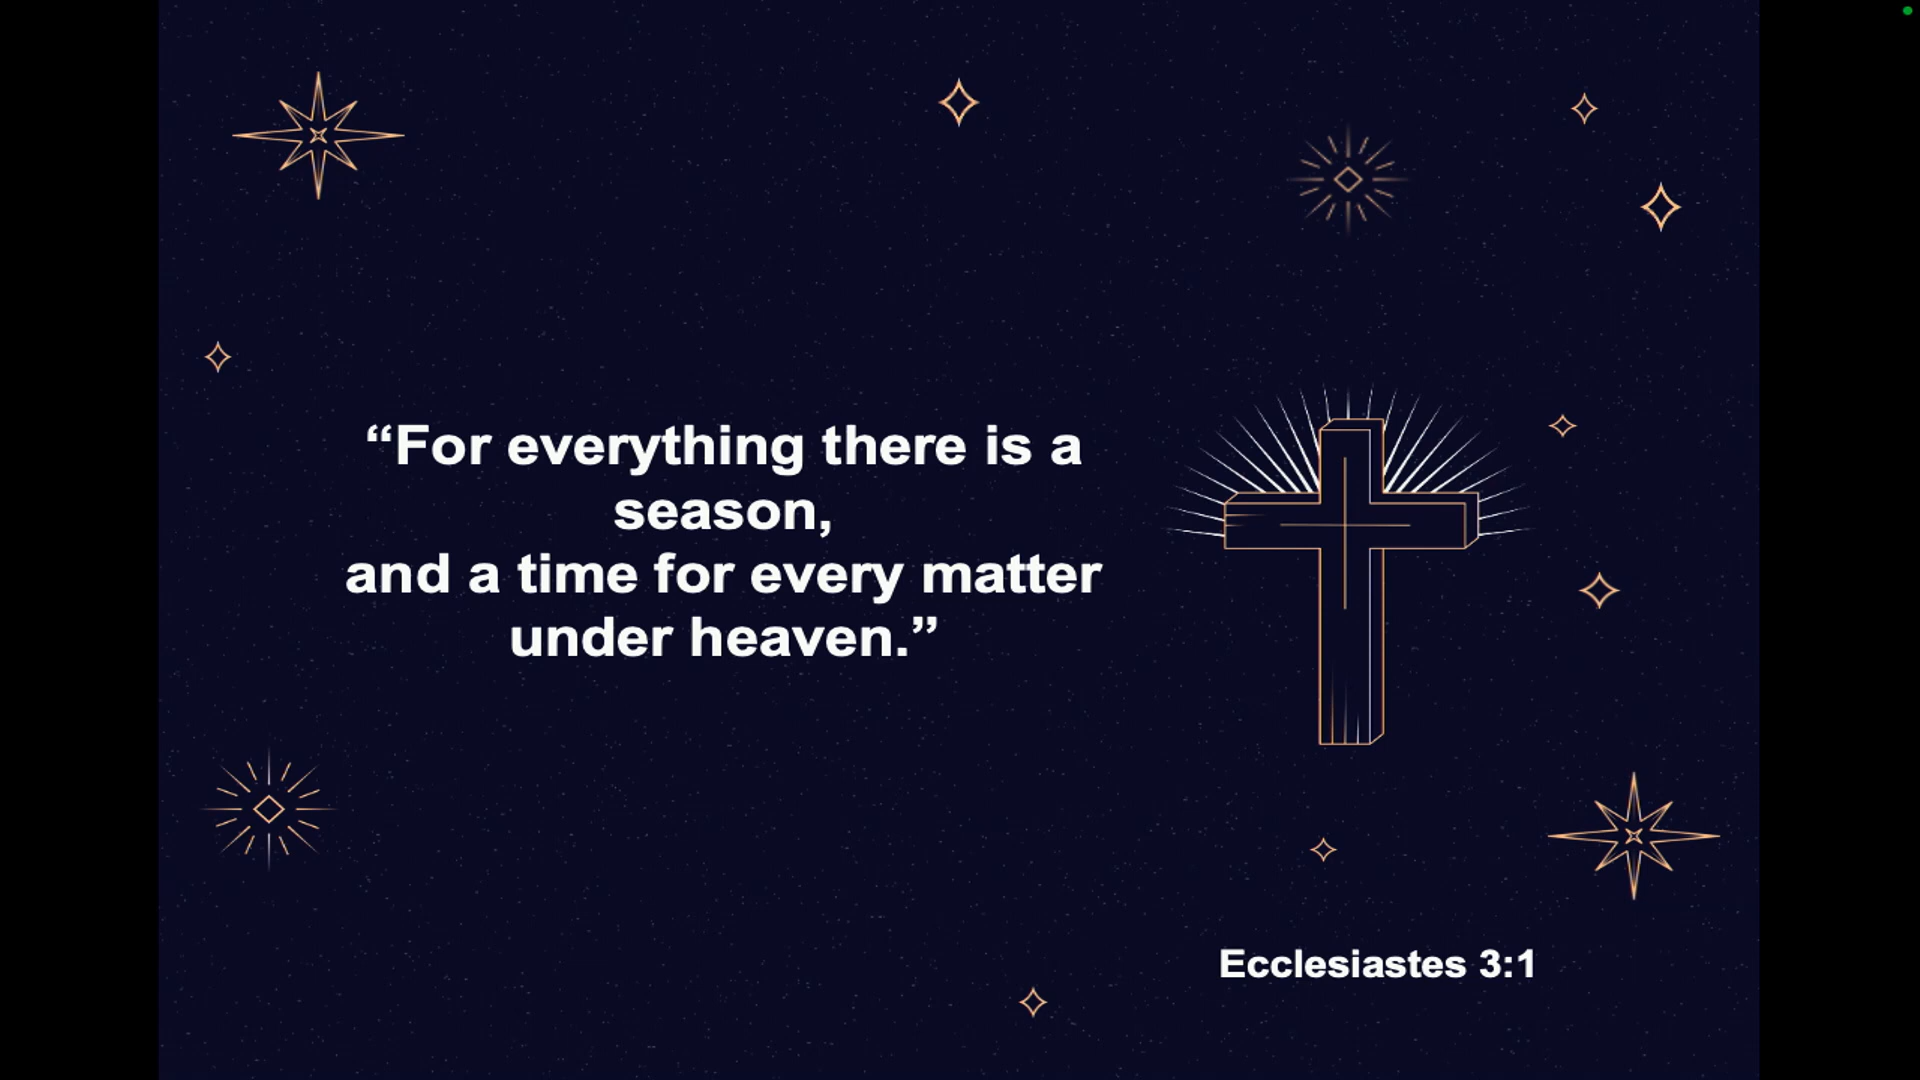 “For everything there is a
season,
and a time for every matter
under heaven.”
Ecclesiastes 3:1